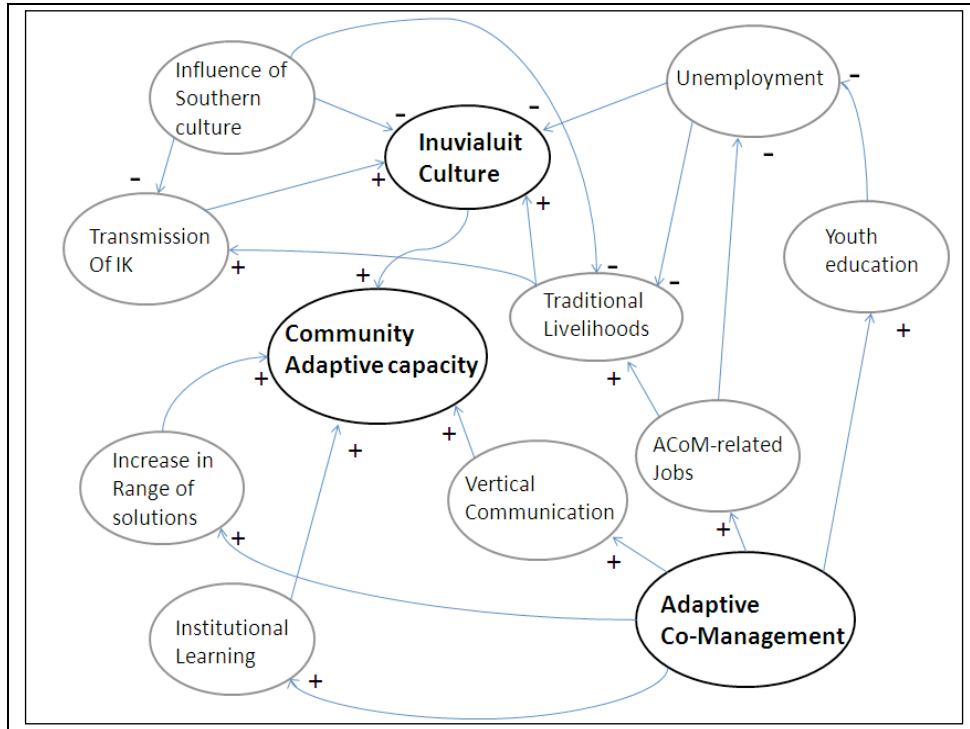 Influence of
Southern
culture
Unemployment
-
-
-
-
Inuvialuit
Culture
-
+
+
Transmission
Of IK
+
Youth
education
+
-
-
Traditional
Livelihoods
+
+
Community
Adaptive capacity
+
+
+
ACoM-related
Jobs
+
Increase in
Range of
solutions
+
Vertical
Communication
+
Adaptive
Co-Management
Institutional
Learning
+